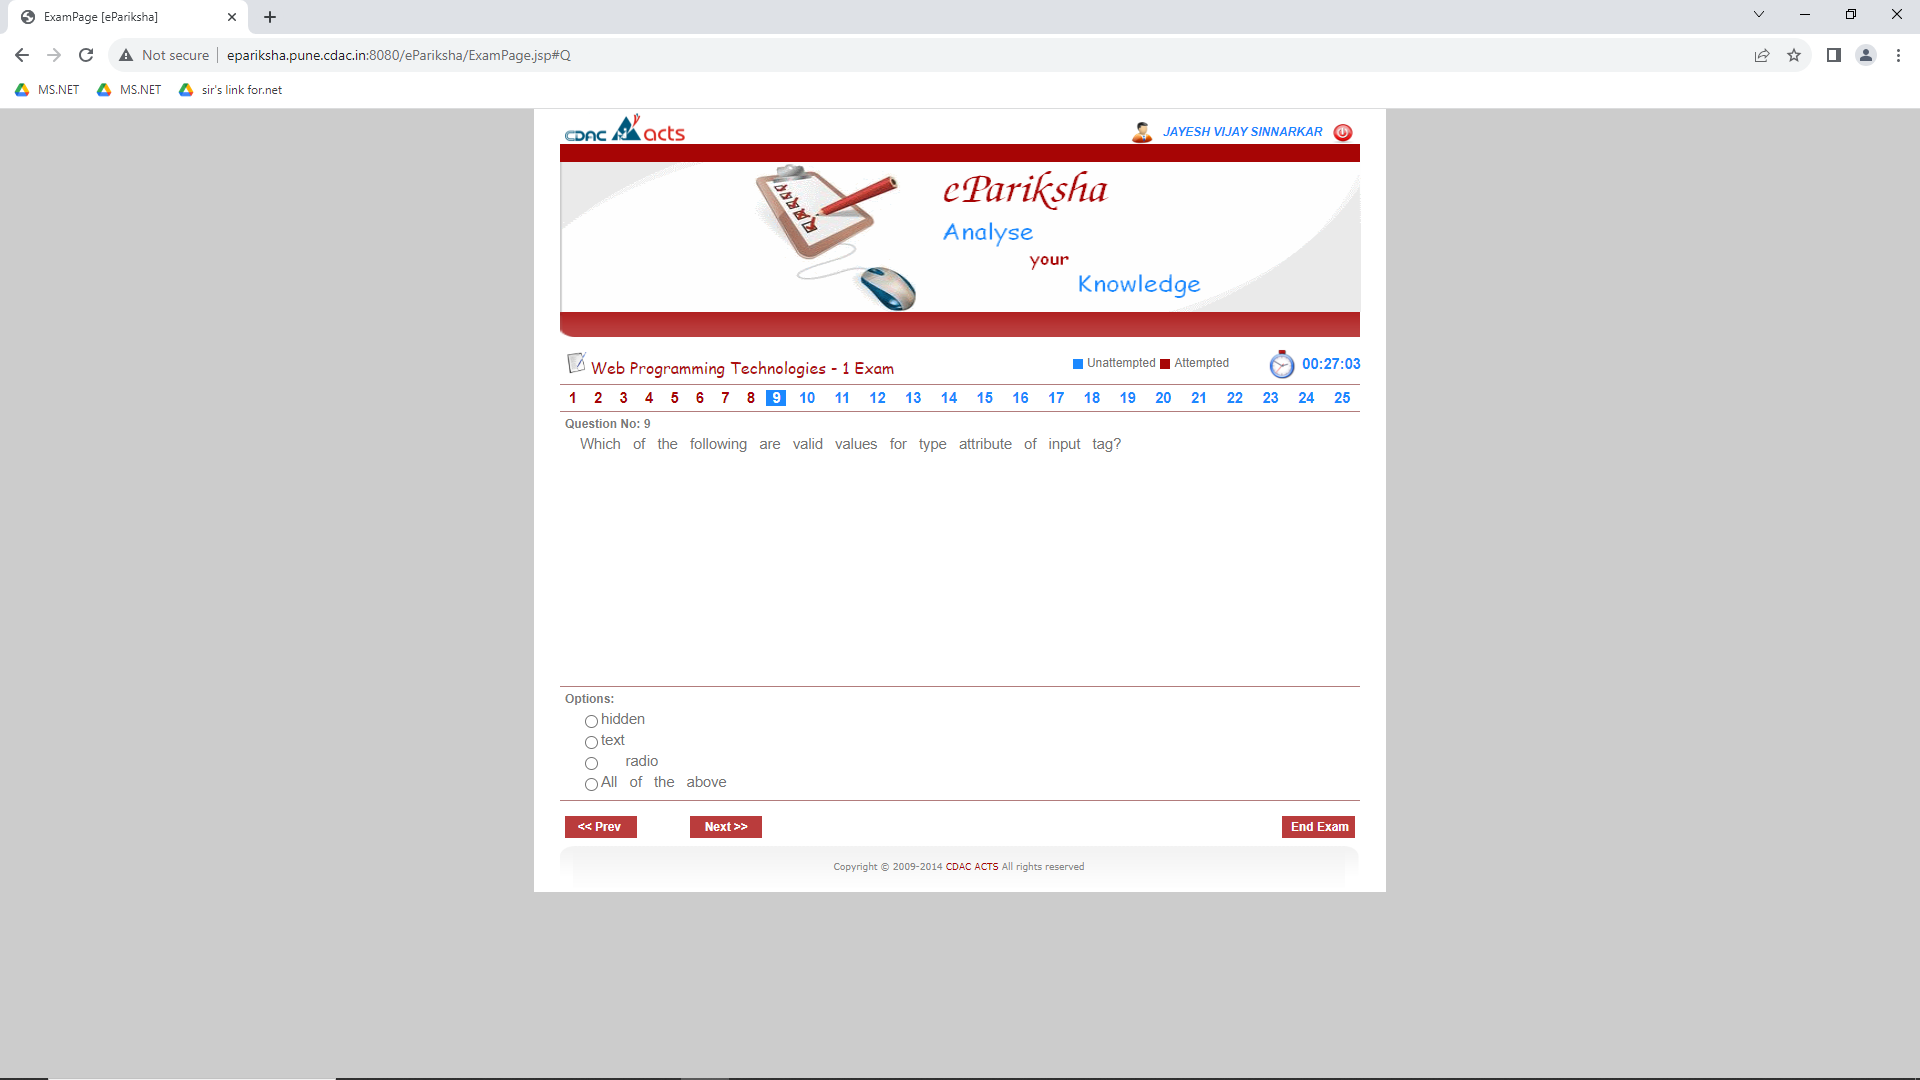 ExamPage [ePariksha]
Not secure epariksha.pune.cdac.in:8080/ePariksha/ExamPage.jsp#Q
MS.NET MS.NET sir's link for.net
CDAC acts JAYESH VIJAY SINNARKAR
ePariksha
Analyse
your
Knowledge
Web Programming Technologies - 1 Exam Unattempted Attempted 00:27:03
1 2 3 4 5 6 7 8 9 10 11 12 13 14 15 16 17 18 19 20 21 22 23 24 25
Question No: 9
Which of the following are valid values for type attribute of input tag?
Options:
hidden
text
radio
All of the above
<< Prev Next >> End Exam
Copyright © 2009-2014 CDAC ACTS All rights reserved